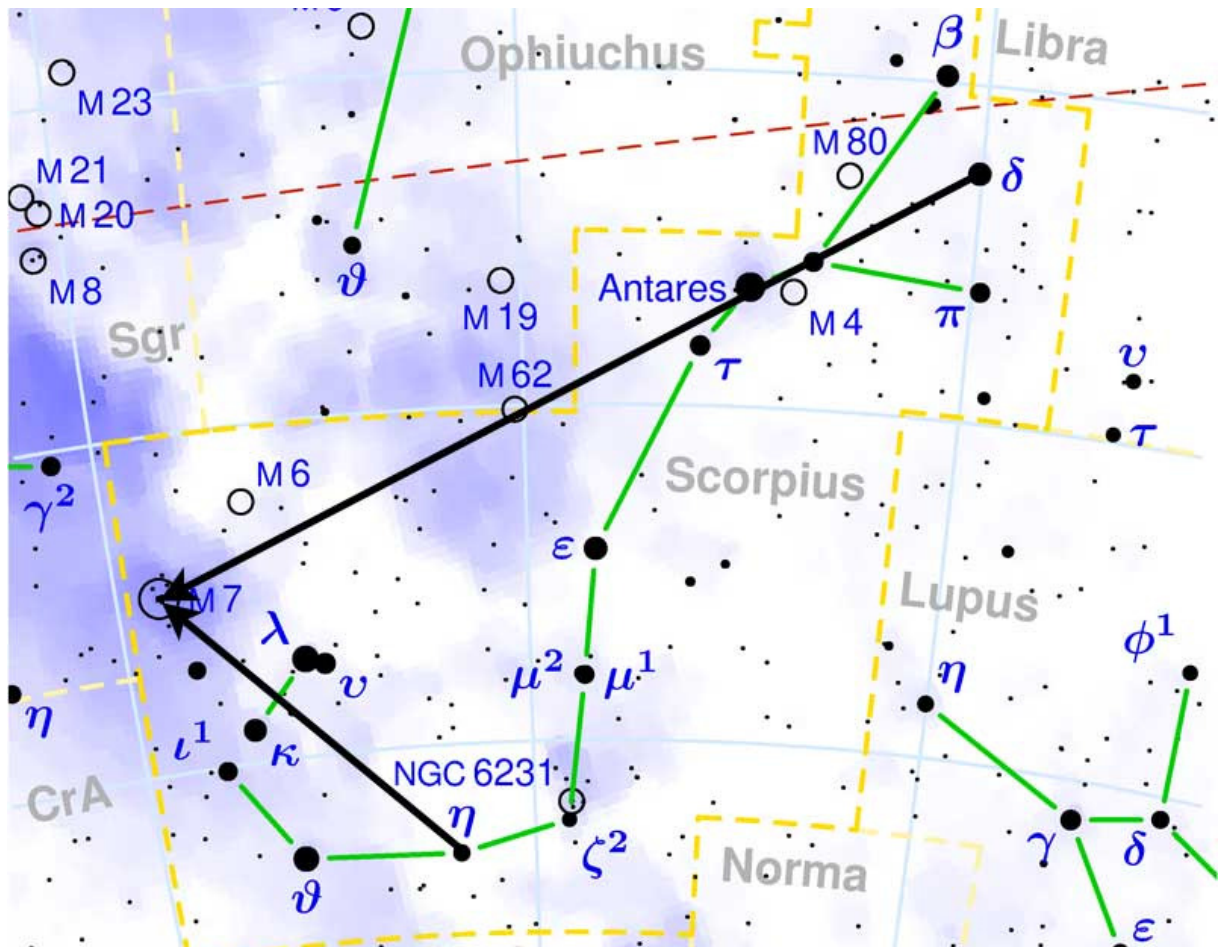 Ophiuchus
β
Libra
M 23
M 80
M 21
δ
M 20
M 8
ϑ
Antares
M 19
M 4
π
Sgr
τ
υ
M 62
τ
M 6
Scorpius
γ²
ε
M 7
Lupus
λ
μ² μ¹
η
ϕ¹
υ
η
ι¹
κ
NGC 6231
CrA
η
γ
δ
ζ²
ϑ
Norma
ε